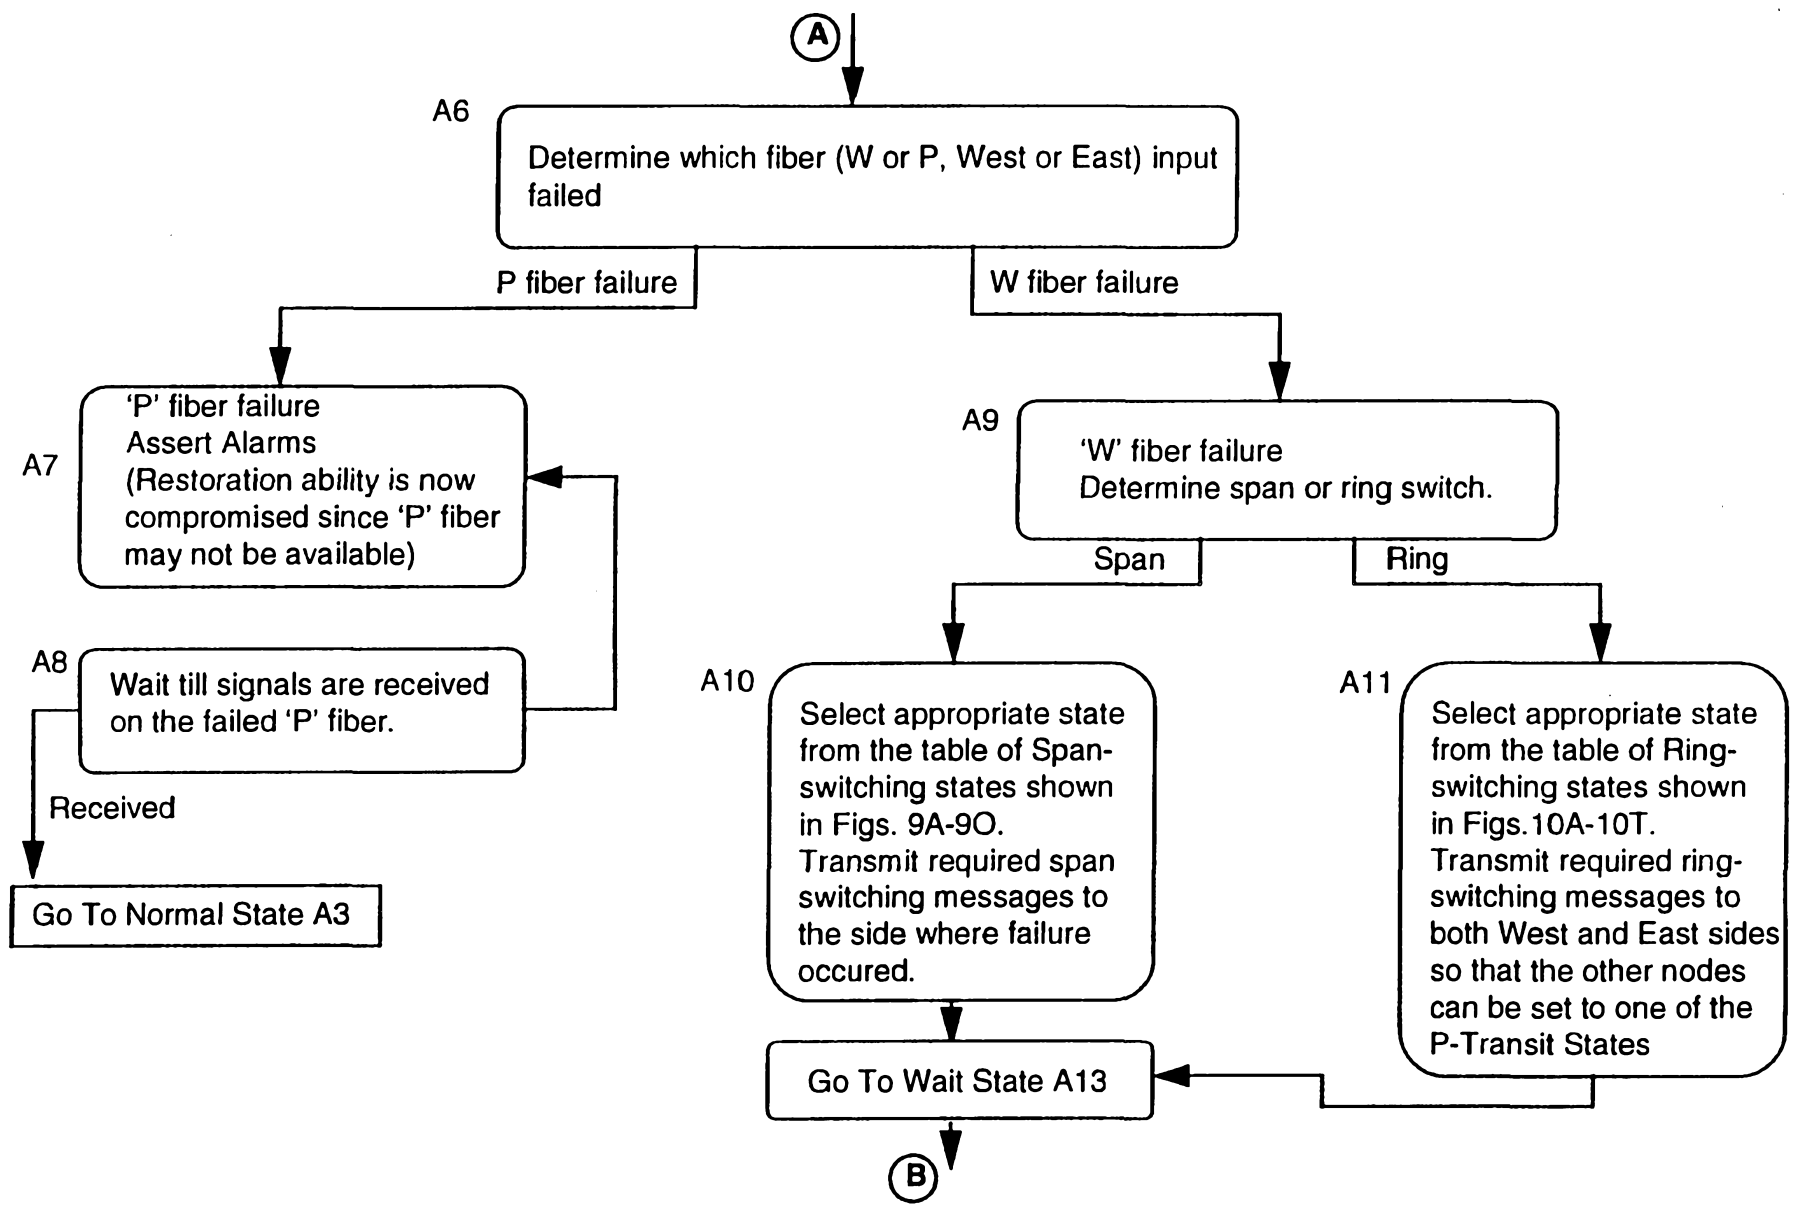 A
A6
Determine which fiber (W or P, West or East) input
failed
P fiber failure
W fiber failure
A7
‘P’ fiber failure
Assert Alarms
(Restoration ability is now
compromised since ‘P’ fiber
may not be available)
A9
‘W’ fiber failure
Determine span or ring switch.
Span
Ring
A8
Wait till signals are received
on the failed ‘P’ fiber.
Received
Go To Normal State A3
A10
Select appropriate state
from the table of Span-
switching states shown
in Figs. 9A-9O.
Transmit required span
switching messages to
the side where failure
occured.
A11
Select appropriate state
from the table of Ring-
switching states shown
in Figs.10A-10T.
Transmit required ring-
switching messages to
both West and East sides
so that the other nodes
can be set to one of the
P-Transit States
Go To Wait State A13
B